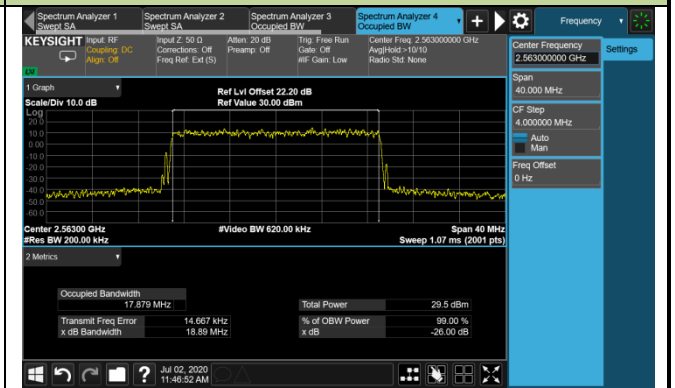 Spectrum Analyzer 1 Spectrum Analyzer 2 Spectrum Analyzer 3 Spectrum Analyzer 4
Swept SA Swept SA Occupied BW Occupied BW
Frequency
KEYSIGHT Input: RF Input Z: 50 Ω Atten: 20 dB Trig: Free Run Center Freq: 2.563000000 GHz
Coupling: DC Corrections: Off Preamp: Off Gate: Off Avg|Hold:>10/10
Align: Off Freq Ref: Ext (S) #IF Gain: Low Radio Std: None
Center Frequency
2.563000000 GHz
Settings
Span
40.000 MHz
CF Step
4.000000 MHz
Auto
Man
Freq Offset
0 Hz
1 Graph
Scale/Div 10.0 dB
Ref Lvl Offset 22.20 dB
Ref Value 30.00 dBm
Log
20.0
10.0
0.00
-10.0
-20.0
-30.0
-40.0
-50.0
-60.0
Center 2.56300 GHz #Video BW 620.00 kHz Span 40 MHz
#Res BW 200.00 kHz Sweep 1.07 ms (2001 pts)
2 Metrics
Occupied Bandwidth
17.879 MHz Total Power 29.5 dBm
Transmit Freq Error 14.667 kHz % of OBW Power 99.00 %
x dB Bandwidth 18.89 MHz x dB -26.00 dB
Jul 02, 2020
11:46:52 AM